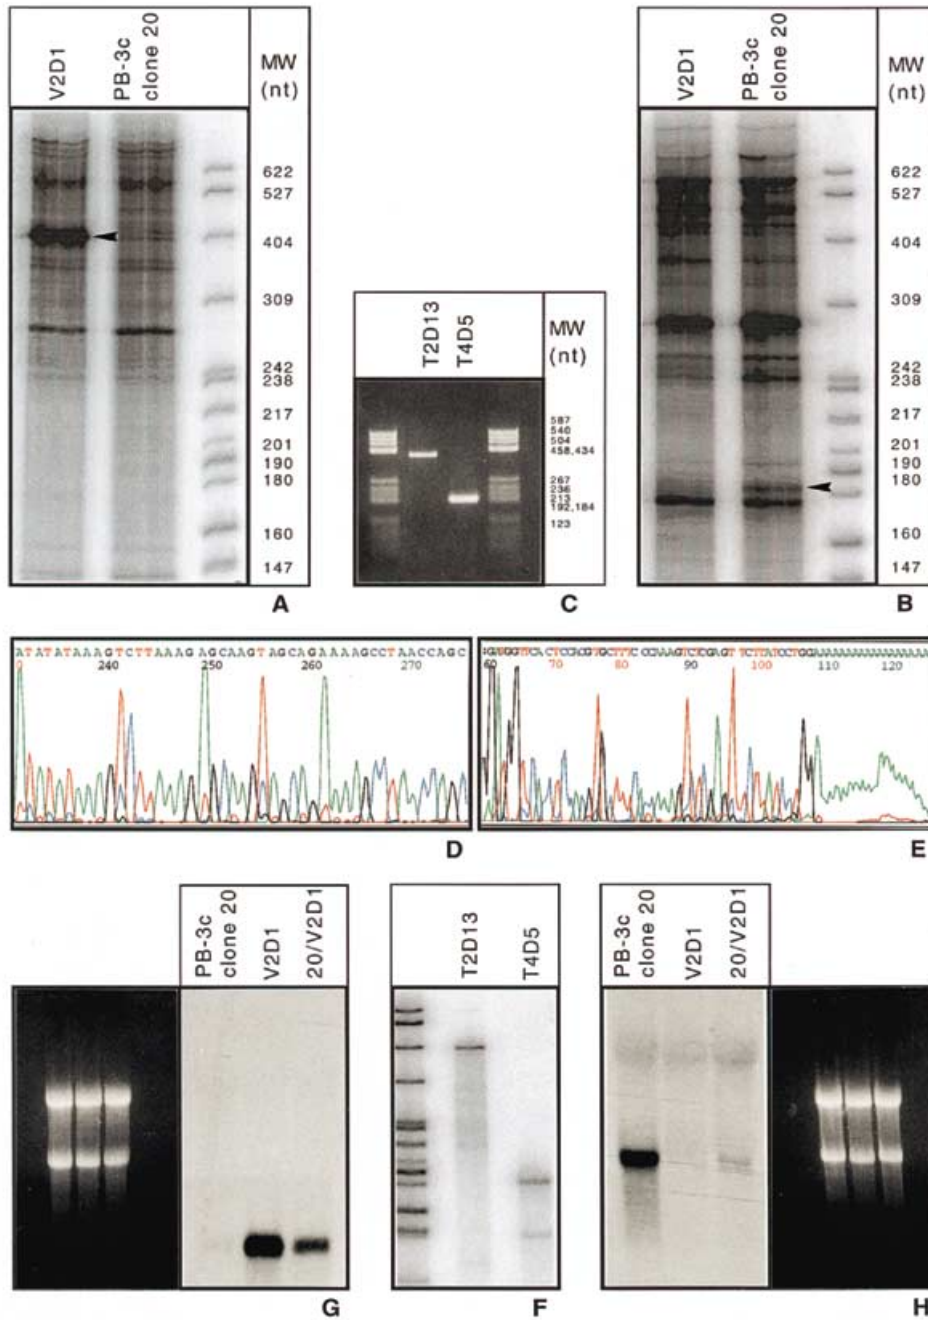 V2D1
PB-3c
clone 20
MW
(nt)
622
527
404
309
242
238
217
201
190
180
160
147
A
T2D13
T4D5
MW
(nt)
587
540
504
458,434
267
236
213
192,184
123
C
V2D1
PB-3c
clone 20
MW
(nt)
622
527
404
309
242
238
217
201
190
180
160
147
B
ATATATAAAGTCTTAAAGAGCAAGTAGCAGAAAAGCCTAACCAGC
0 240 250 260 270
D
60 70 80 90 100 110 120
E
PB-3c
clone 20
V2D1
20/V2D1
G
T2D13
T4D5
F
PB-3c
clone 20
V2D1
20/V2D1
H